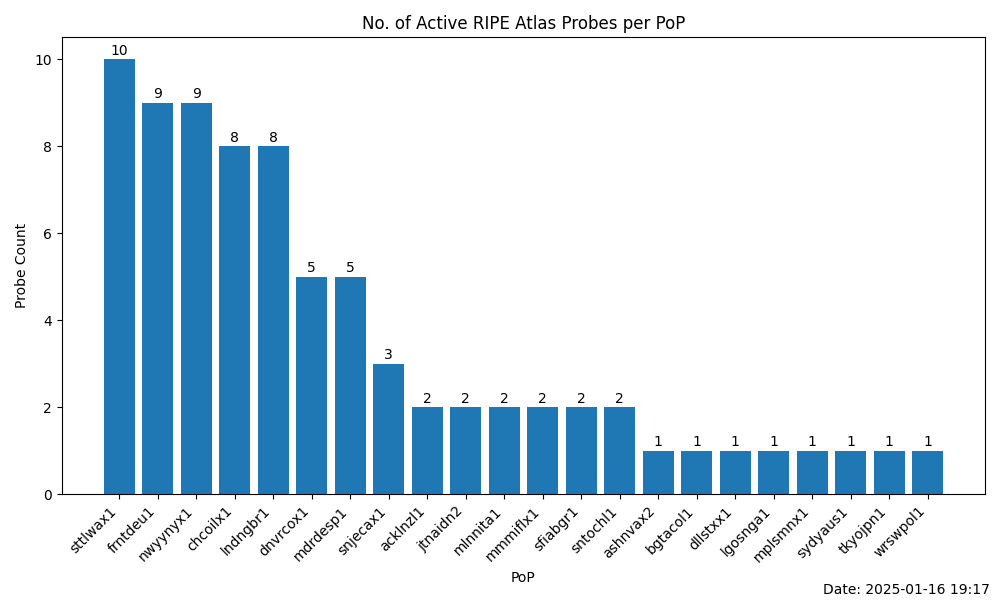 No. of Active RIPE Atlas Probes per PoP
Probe Count
10
8
6
4
2
0
10 9 9 8 8 5 5 3 2 2 2 2 2 2 1 1 1 1 1 1 1 1
sttlwax1 frntdeu1 nwyynyx1 chcoilx1 lndngbr1 dnvrcox1 mdrdesp1 snjecax1 acklnzl1 jtnaidn2 mlnnita1 mmmiflx1 sfiabgr1 sntochl1 ashnvax2 bgtacol1 dllstxx1 lgosnga1 mplsmnx1 sydyaus1 tkyojpn1 wrswpol1
PoP
Date: 2025-01-16 19:17